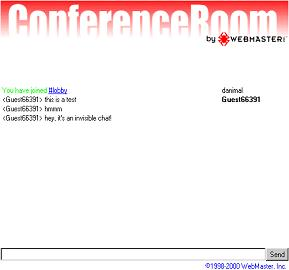 ConferenceRoom
by WEBMASTER!
You have joined #lobby
danimal
<Guest66391> this is a test
Guest66391
<Guest66391> hmmm
<Guest66391> hey, it's an invisible chat!
Send
©1998-2000 WebMaster, Inc.